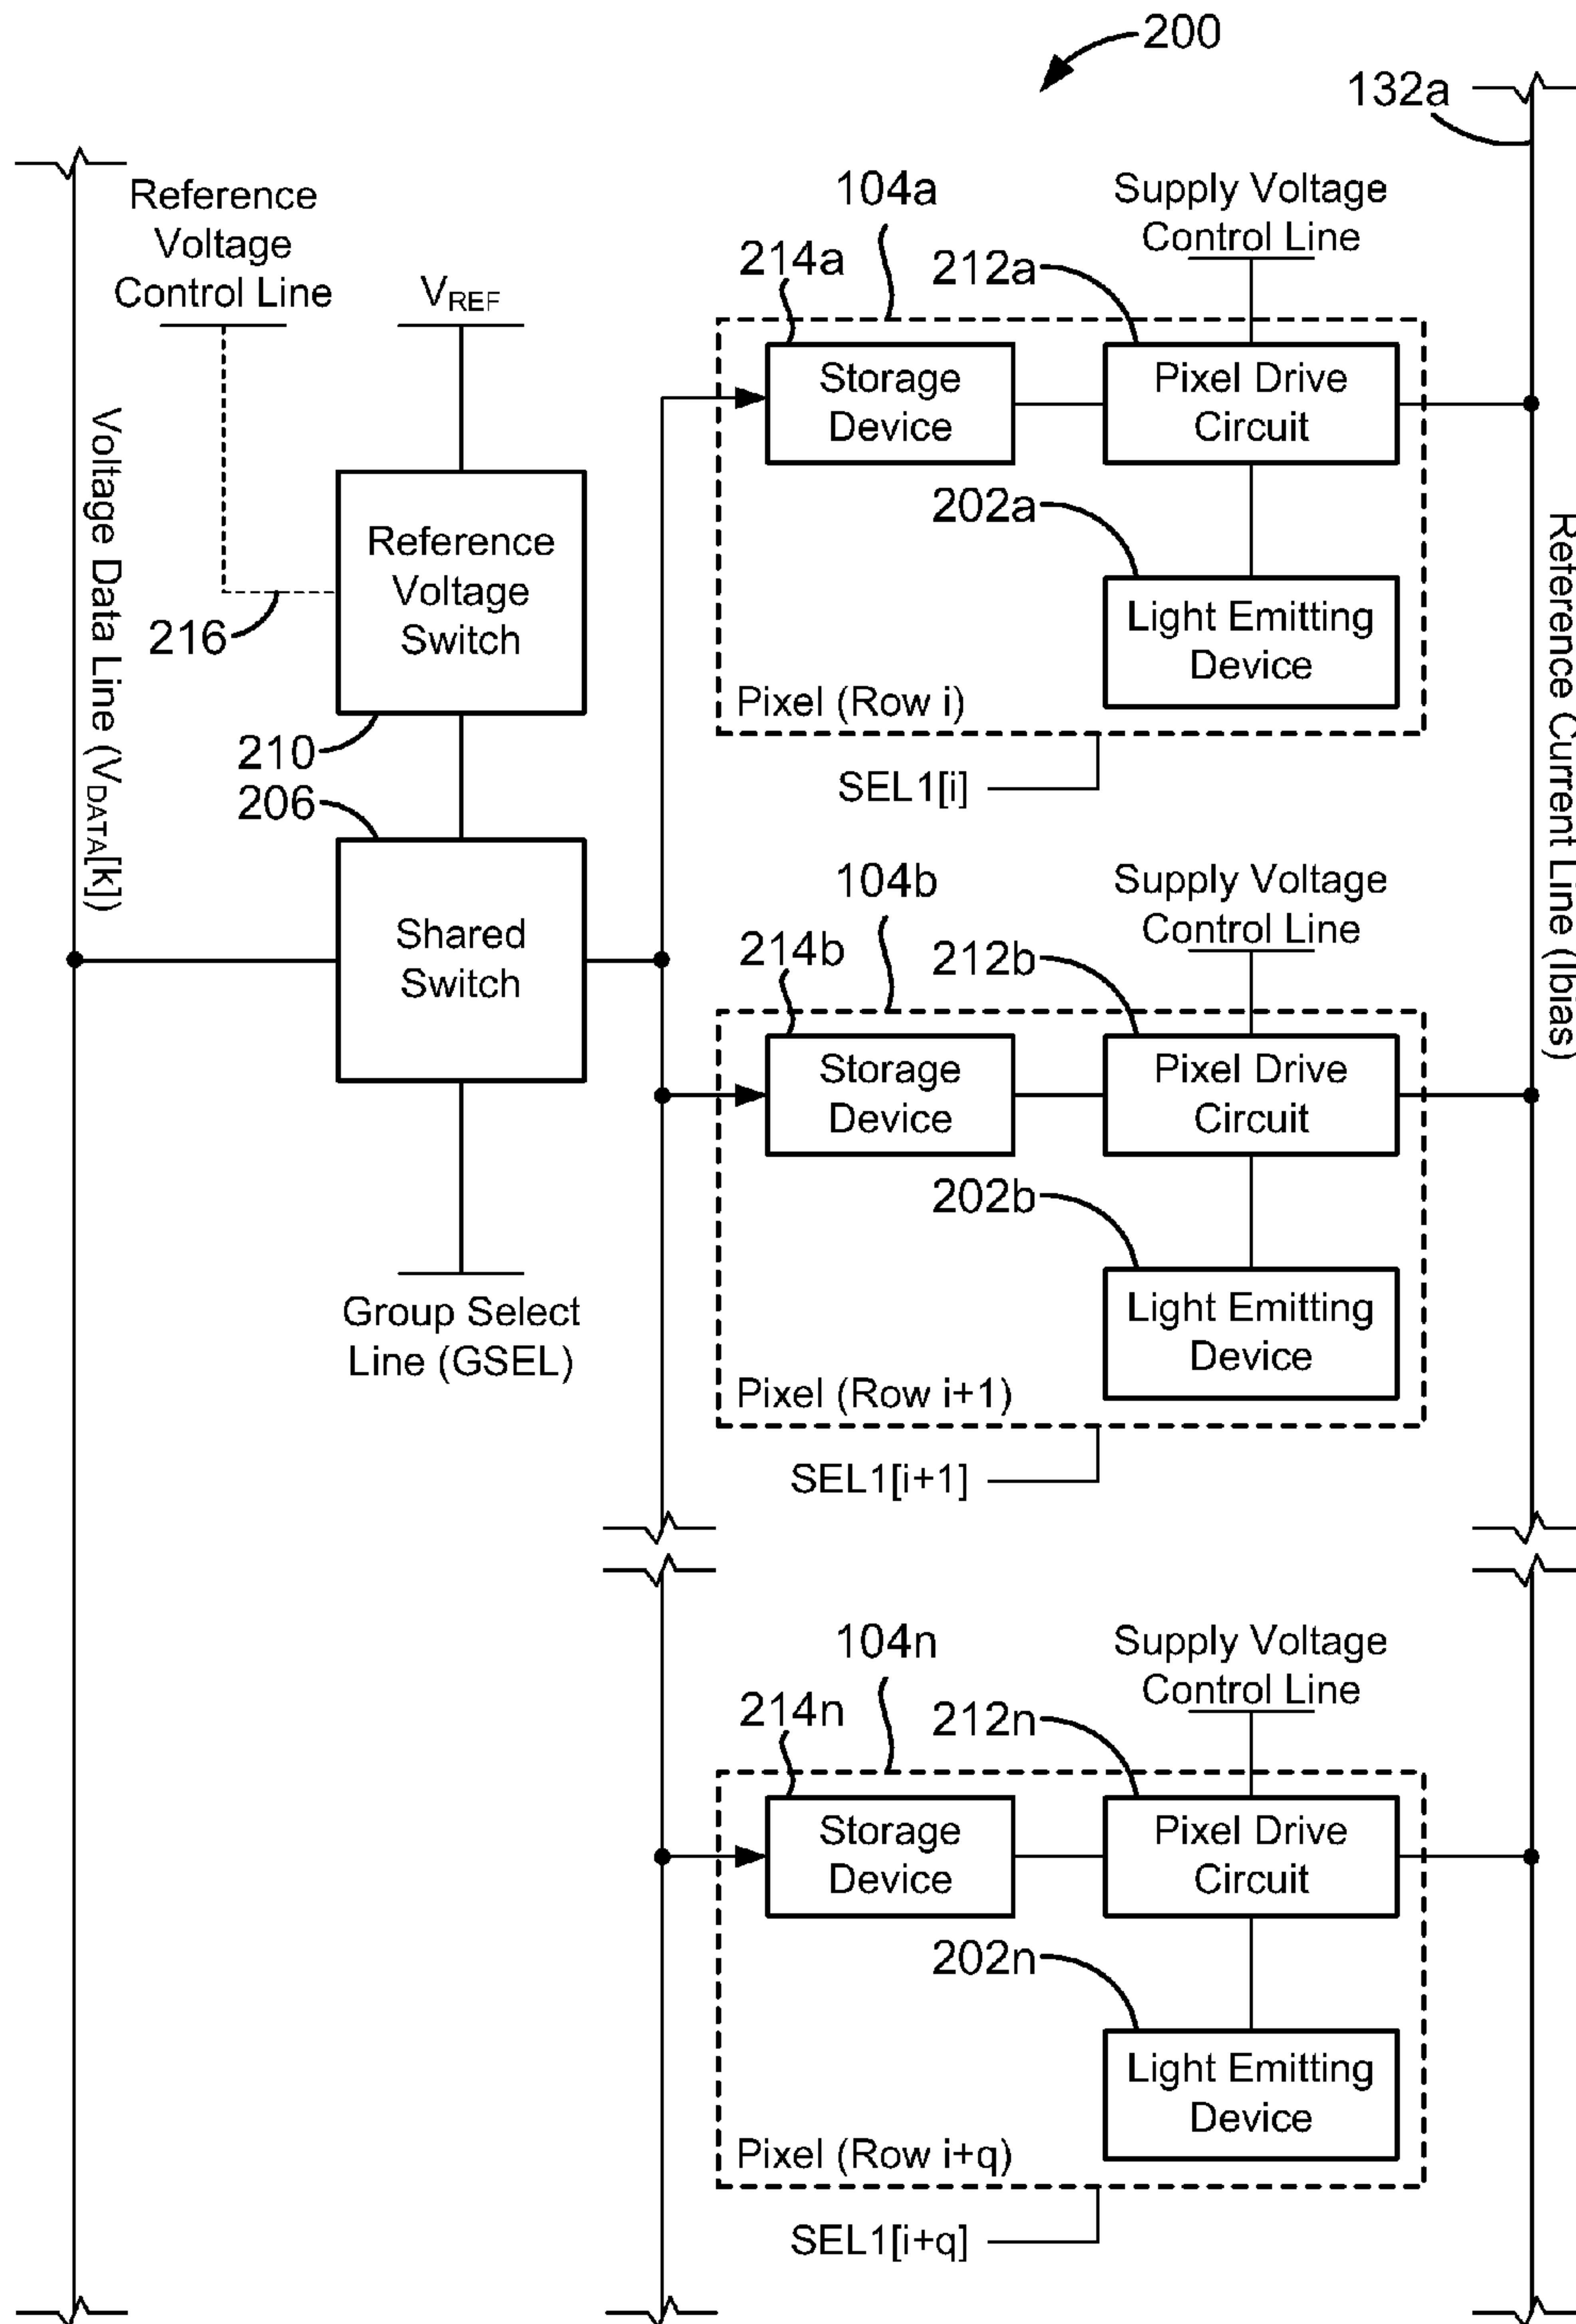 200
132a
Reference
Voltage
Control Line
V_REF
104a
Supply Voltage
Control Line
214a
212a
Storage
Device
Pixel Drive
Circuit
202a
Light Emitting
Device
Pixel (Row i)
SEL1[i]
Voltage Data Line (V_DATA[k])
Reference
Voltage
Switch
216
210
206
Shared
Switch
Group Select
Line (GSEL)
Reference Current Line (Ibias)
104b
Supply Voltage
Control Line
214b
212b
Storage
Device
Pixel Drive
Circuit
202b
Light Emitting
Device
Pixel (Row i+1)
SEL1[i+1]
104n
Supply Voltage
Control Line
214n
212n
Storage
Device
Pixel Drive
Circuit
202n
Light Emitting
Device
Pixel (Row i+q)
SEL1[i+q]